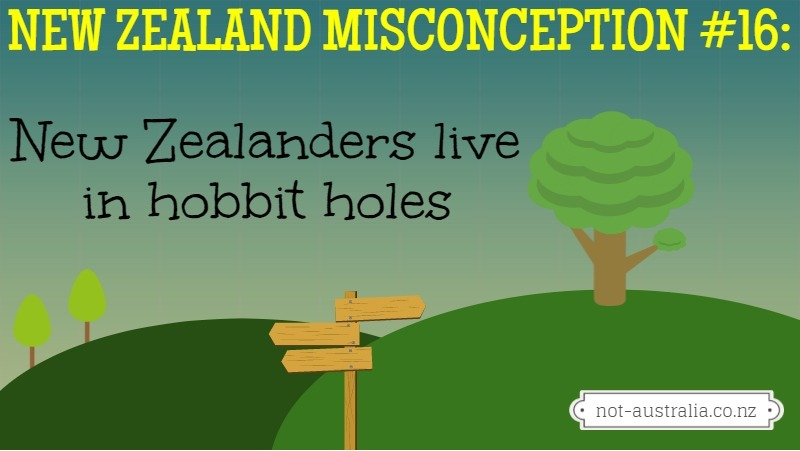 NEW ZEALAND MISCONCEPTION #16:
New Zealanders live
in hobbit holes
not-australia.co.nz